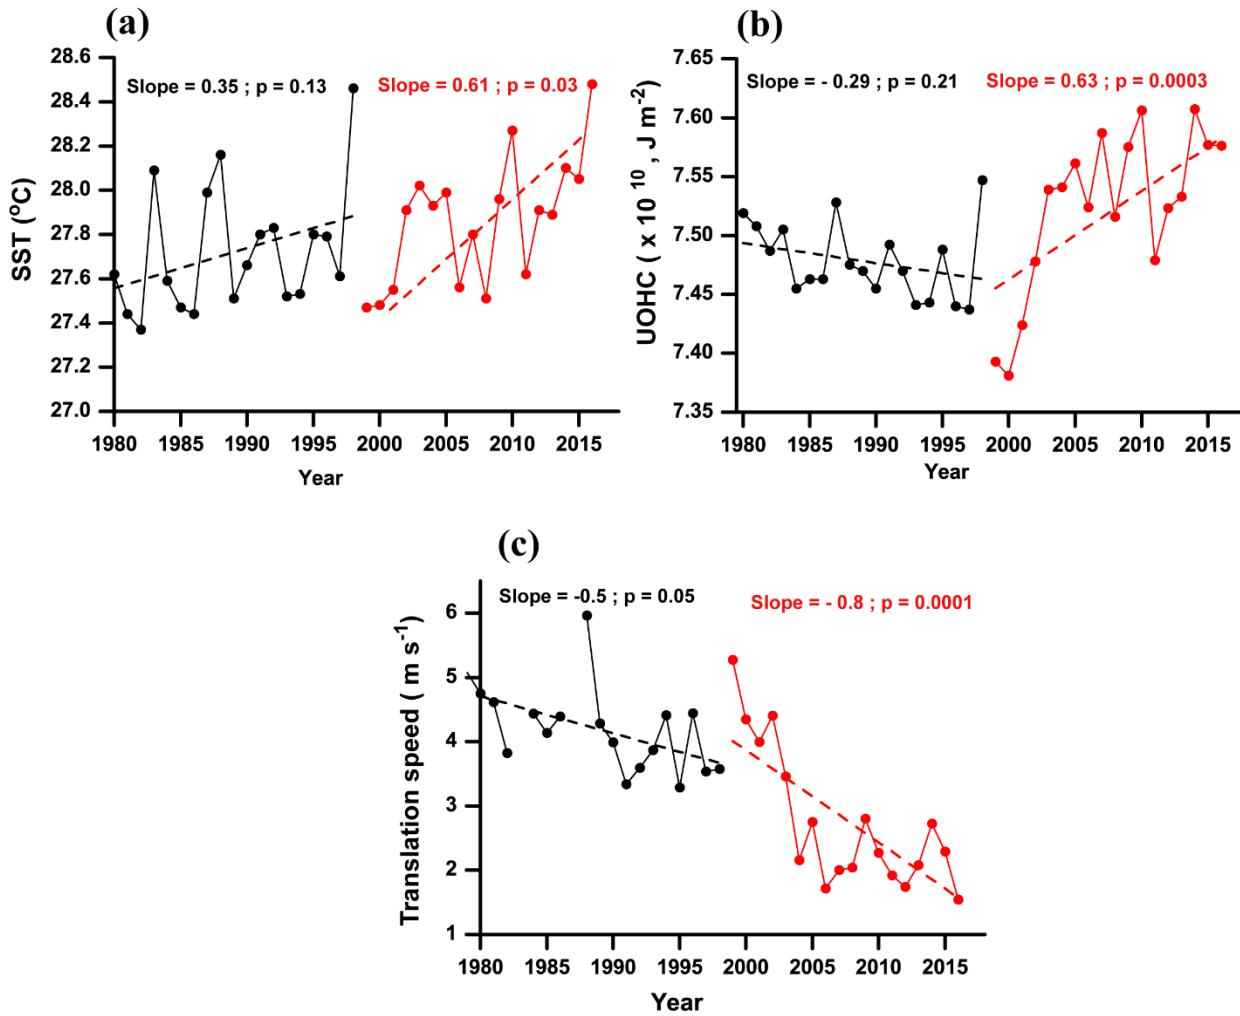 (a)
Slope = 0.35 ; p = 0.13
Slope = 0.61 ; p = 0.03
SST (°C)
28.6
28.4
28.2
28.0
27.8
27.6
27.4
27.2
27.0
1980 1985 1990 1995 2000 2005 2010 2015
Year
(b)
Slope = - 0.29 ; p = 0.21
Slope = 0.63 ; p = 0.0003
UOHC ( x 10 ¹⁰ , J m⁻²)
7.65
7.60
7.55
7.50
7.45
7.40
7.35
1980 1985 1990 1995 2000 2005 2010 2015
Year
(c)
Slope = -0.5 ; p = 0.05
Slope = - 0.8 ; p = 0.0001
Translation speed ( m s⁻¹)
6
5
4
3
2
1
1980 1985 1990 1995 2000 2005 2010 2015
Year